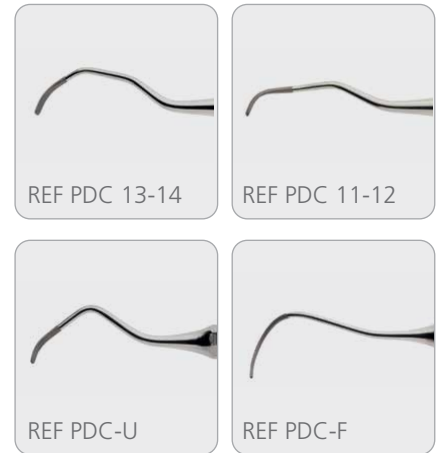 REF PDC 13-14
REF PDC 11-12
REF PDC-U
REF PDC-F